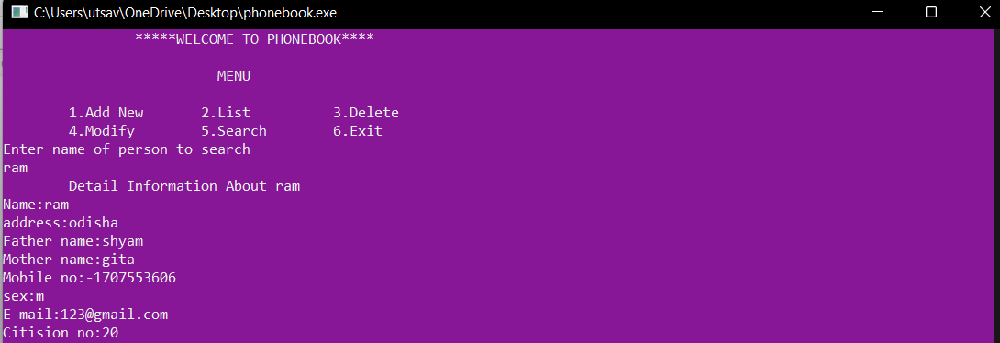 C:\Users\utsav\OneDrive\Desktop\phonebook.exe
*****WELCOME TO PHONEBOOK****
MENU
1.Add New 2.List 3.Delete
4.Modify 5.Search 6.Exit
Enter name of person to search
ram
Detail Information About ram
Name:ram
address:odisha
Father name:shyam
Mother name:gita
Mobile no:-1707553606
sex:m
E-mail:123@gmail.com
Citision no:20